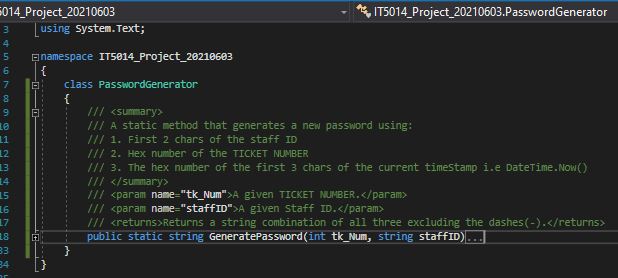 5014_Project_20210603
IT5014_Project_20210603.PasswordGenerator
3 using System.Text;
4
5 namespace IT5014_Project_20210603
6 {
7 class PasswordGenerator
8 {
9 /// <summary>
10 /// A static method that generates a new password using:
11 /// 1. First 2 chars of the staff ID
12 /// 2. Hex number of the TICKET NUMBER
13 /// 3. The hex number of the first 3 chars of the current timeStamp i.e DateTime.Now()
14 /// </summary>
15 /// <param name="tk_Num">A given TICKET NUMBER.</param>
16 /// <param name="staffID">A given Staff ID.</param>
17 /// <returns>Returns a string combination of all three excluding the dashes(-).</returns>
18 public static string GeneratePassword(int tk_Num, string staffID)...
33 }
34 }